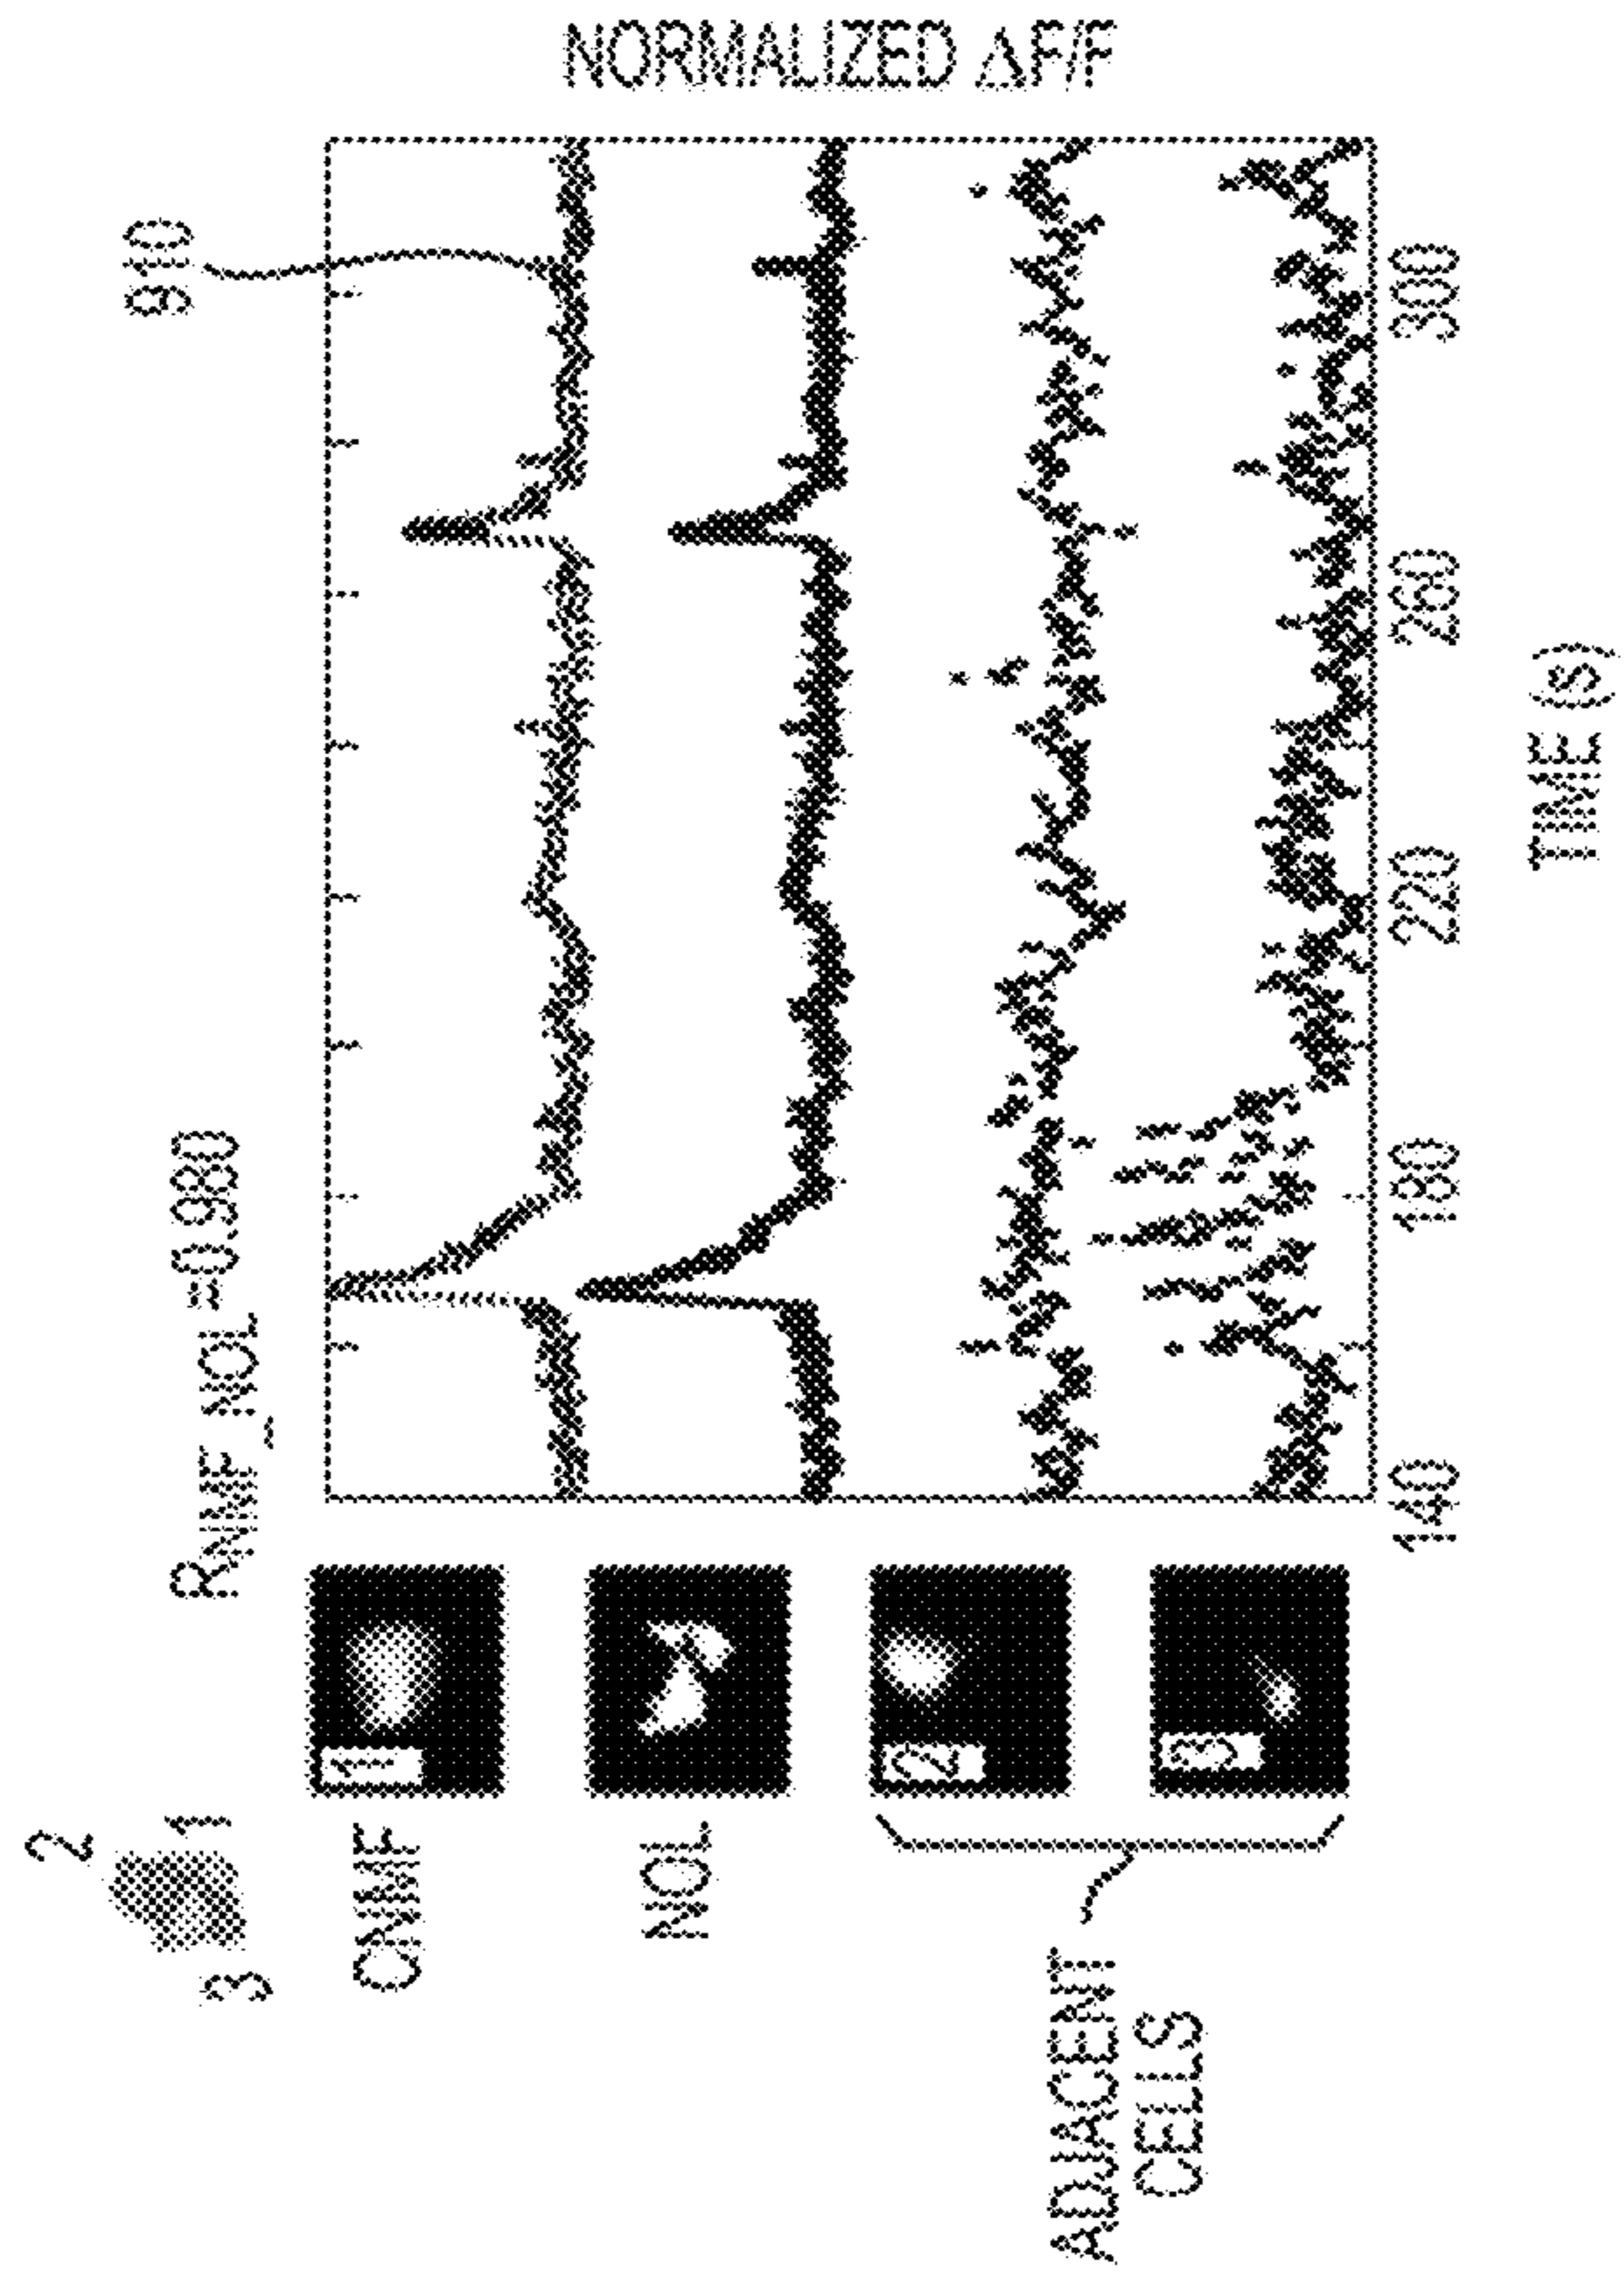 2
3
1
R_NMF_NOL=0.980
910
CNMF
1
NOL
ADJACENT
CELLS
2
3
140
180
220
260
300
TIME (s)
NORMALIZED ΔF/F